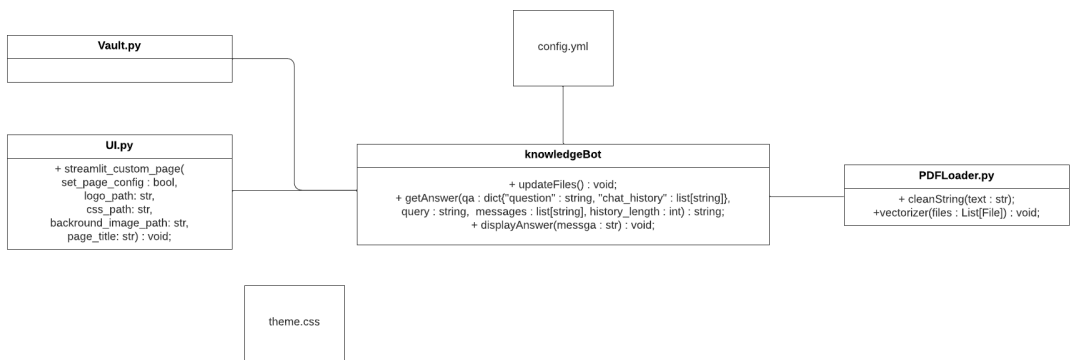 Vault.py
config.yml
UI.py
+ streamlit_custom_page(
set_page_config : bool,
logo_path: str,
css_path: str,
backround_image_path: str,
page_title: str) : void;
knowledgeBot
+ updateFiles() : void;
+ getAnswer(qa : dict{"question" : string, "chat_history" : list[string]},
query : string, messages : list[string], history_length : int) : string;
+ displayAnswer(messga : str) : void;
PDFLoader.py
+ cleanString(text : str);
+vectorizer(files : List[File]) : void;
theme.css